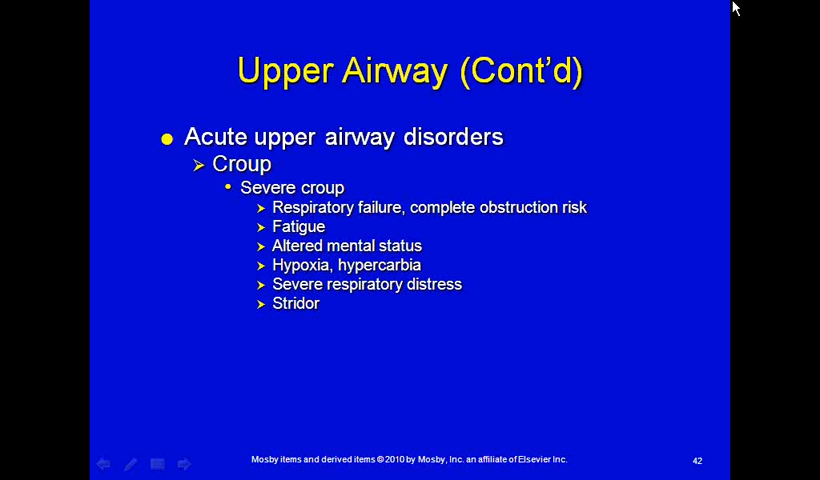 Upper Airway (Cont'd)
Acute upper airway disorders
Croup
Severe croup
Respiratory failure, complete obstruction risk
Fatigue
Altered mental status
Hypoxia, hypercarbia
Severe respiratory distress
Stridor
Mosby items and derived items © 2010 by Mosby, Inc. an affiliate of Elsevier Inc.
42